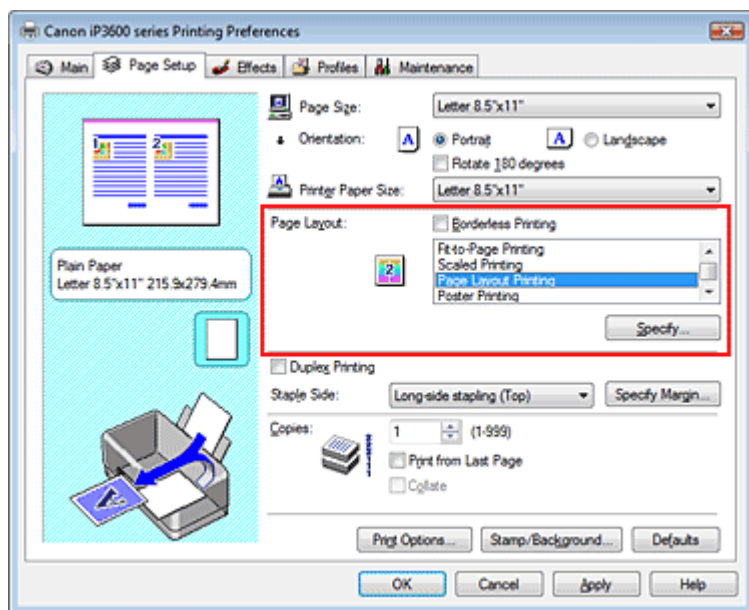 Canon iP3600 series Printing Preferences
Main Page Setup Effects Profiles Maintenance
1 2
Plain Paper
Letter 8.5"x11" 215.9x279.4mm
Page Size: Letter 8.5"x11"
Orientation: A Portrait A Landscape
Rotate 180 degrees
Printer Paper Size: Letter 8.5"x11"
Page Layout: Borderless Printing
Fit-to-Page Printing
Scaled Printing
2 Page Layout Printing
Poster Printing
Specify...
Duplex Printing
Staple Side: Long-side stapling (Top) Specify Margin...
Copies: 1 (1-999)
Print from Last Page
Collate
Print Options... Stamp/Background... Defaults
OK Cancel Apply Help